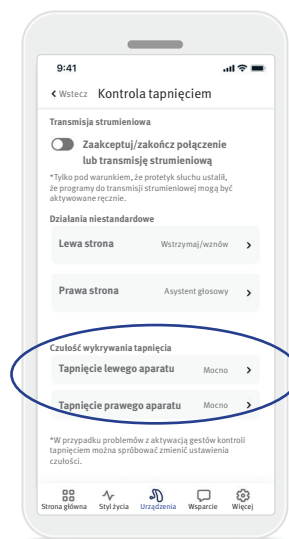 9:41
Wstecz Kontrola tapnięciem
Transmisja strumieniowa
Zaakceptuj/zakończ połączenie
lub transmisję strumieniową
*Tylko pod warunkiem, że protetyk słuchu ustalił,
że programy do transmisji strumieniowej mogą być
aktywowane ręcznie.
Działania niestandardowe
Lewa strona Wstrzymaj/wznów
Prawa strona Asystent głosowy
Czułość wykrywania tapnięcia
Tapnięcie lewego aparatu Mocno
Tapnięcie prawego aparatu Mocno
*W przypadku problemów z aktywacją gestów kontroli
tapnięciem można spróbować zmienić ustawienia
czułości.
Strona główna Styl życia Urządzenia Wsparcie Więcej